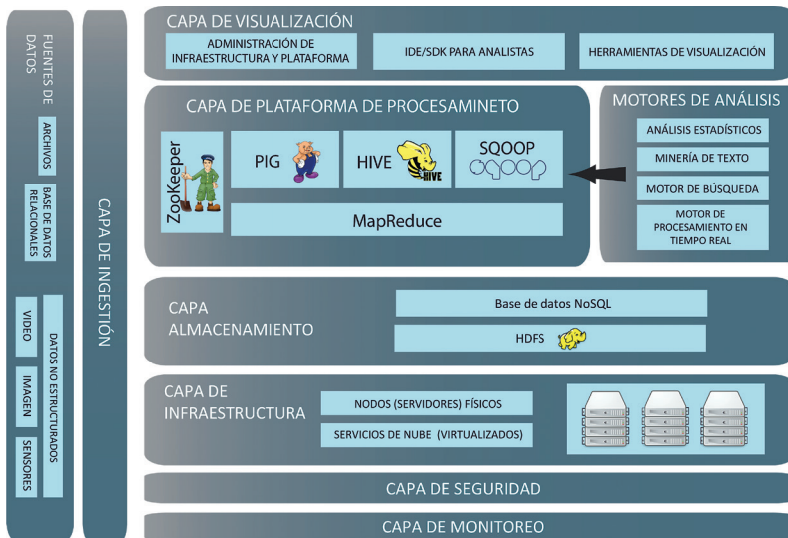 FUENTES DE
DATOS
ARCHIVOS
BASE DE DATOS
RELACIONALES
DATOS NO ESTRUCTURADOS
VIDEO
IMAGEN
SENSORES
CAPA DE INGESTIÓN
CAPA DE VISUALIZACIÓN
ADMINISTRACIÓN DE
INFRAESTRUCTURA Y PLATAFORMA
IDE/SDK PARA ANALISTAS
HERRAMIENTAS DE VISUALIZACIÓN
CAPA DE PLATAFORMA DE PROCESAMINETO
ZooKeeper
PIG
HIVE
HIVE
SQOOP
sqoop
MapReduce
MOTORES DE ANÁLISIS
ANÁLISIS ESTADÍSTICOS
MINERÍA DE TEXTO
MOTOR DE BÚSQUEDA
MOTOR DE
PROCESAMIENTO EN
TIEMPO REAL
CAPA
ALMACENAMIENTO
Base de datos NoSQL
HDFS
CAPA DE
INFRAESTRUCTURA
NODOS (SERVIDORES) FÍSICOS
SERVICIOS DE NUBE (VIRTUALIZADOS)
CAPA DE SEGURIDAD
CAPA DE MONITOREO